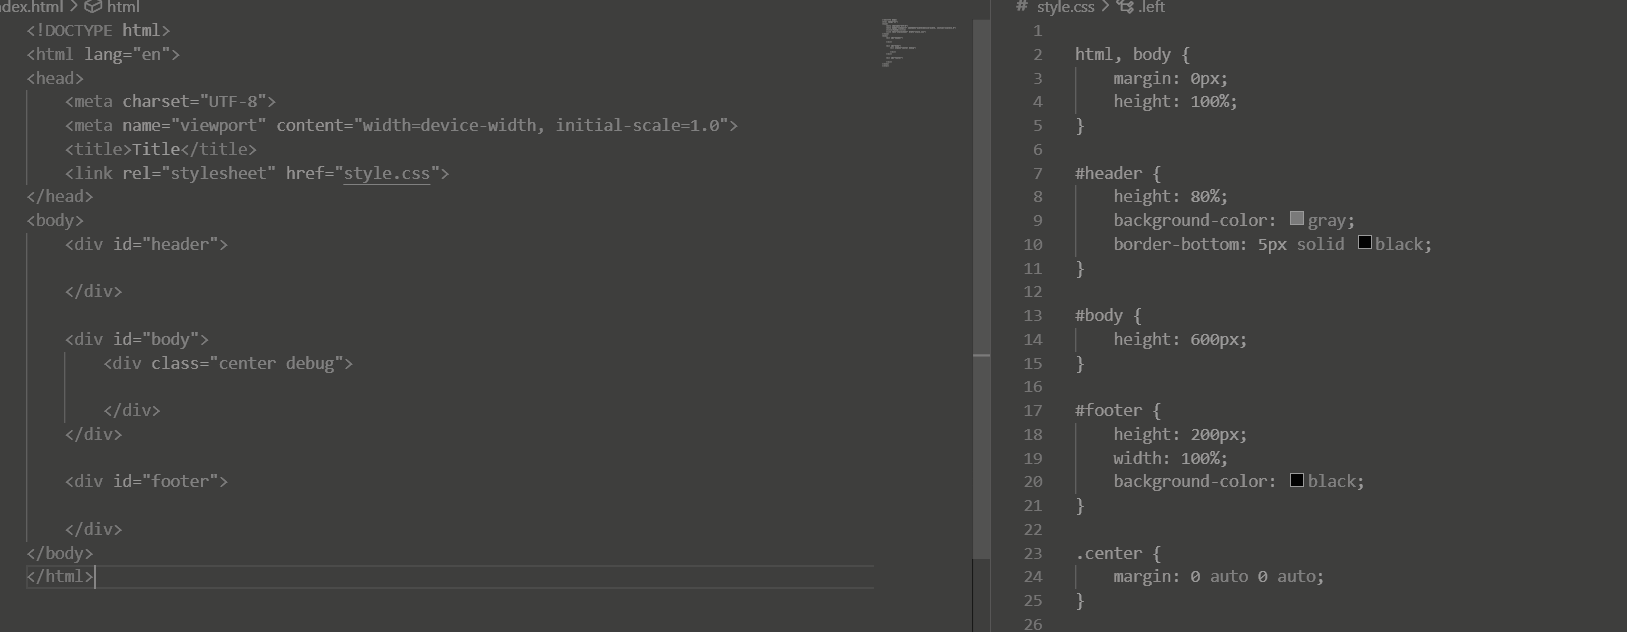 ndex.html > html
<!DOCTYPE html>
<html lang="en">
<head>
    <meta charset="UTF-8">
    <meta name="viewport" content="width=device-width, initial-scale=1.0">
    <title>Title</title>
    <link rel="stylesheet" href="style.css">
</head>
<body>
    <div id="header">

    </div>

    <div id="body">
        <div class="center debug">

        </div>
    </div>

    <div id="footer">

    </div>
</body>
</html>
# style.css > .left
1
2 html, body {
3     margin: 0px;
4     height: 100%;
5 }
6
7 #header {
8     height: 80%;
9     background-color: gray;
10     border-bottom: 5px solid black;
11 }
12
13 #body {
14     height: 600px;
15 }
16
17 #footer {
18     height: 200px;
19     width: 100%;
20     background-color: black;
21 }
22
23 .center {
24     margin: 0 auto 0 auto;
25 }
26